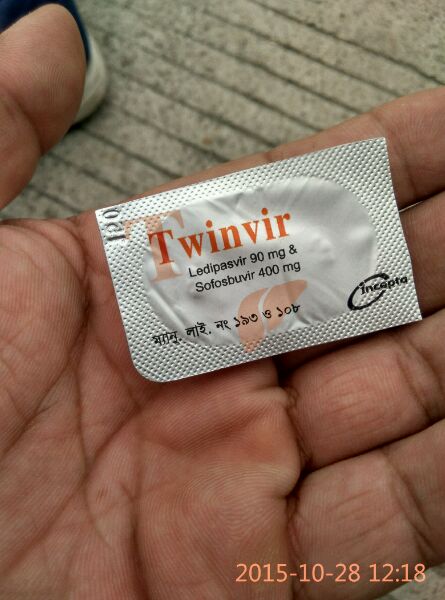 Twinvir
Ledipasvir 90 mg &
Sofosbuvir 400 mg
incepta
ম্যানু. লাই. নং ১৯৩ ও ১০৮
2015-10-28 12:18